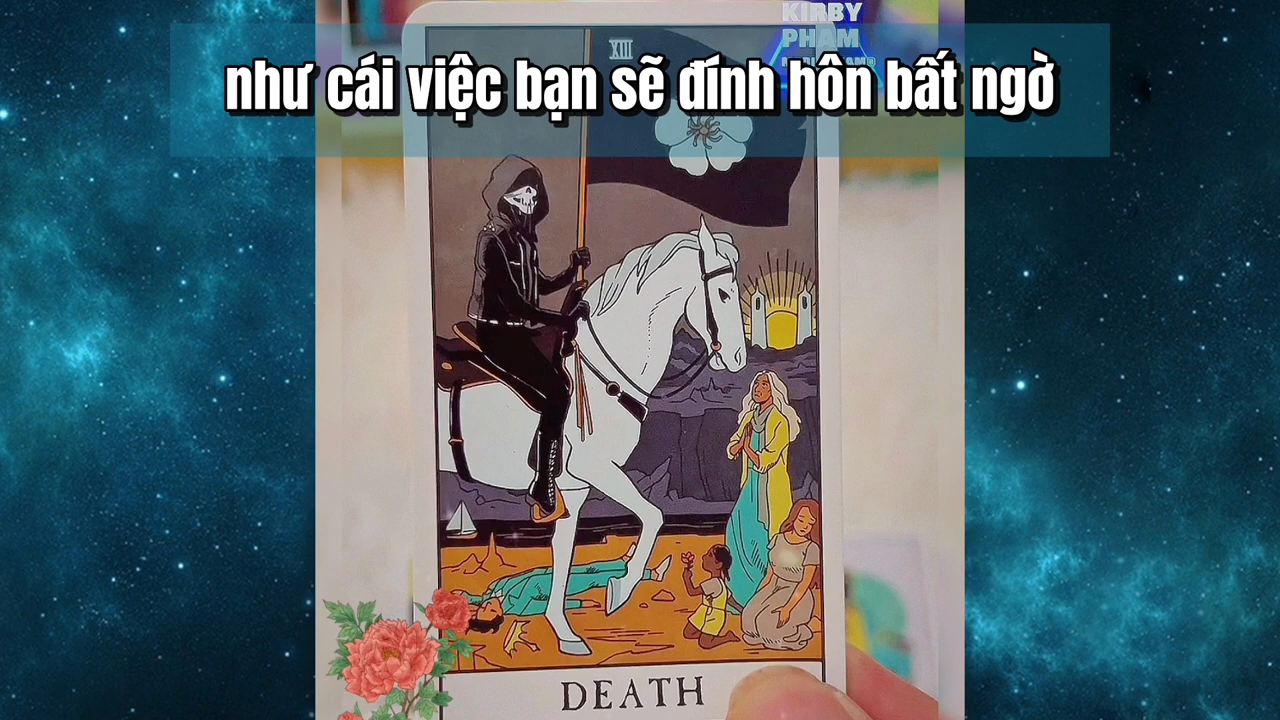 KIRBY
PHAM
XIII
như cái việc bạn sẽ đính hôn bất ngờ
DEATH